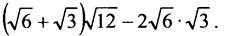 (√6 + √3)√12 − 2√6 · √3 .